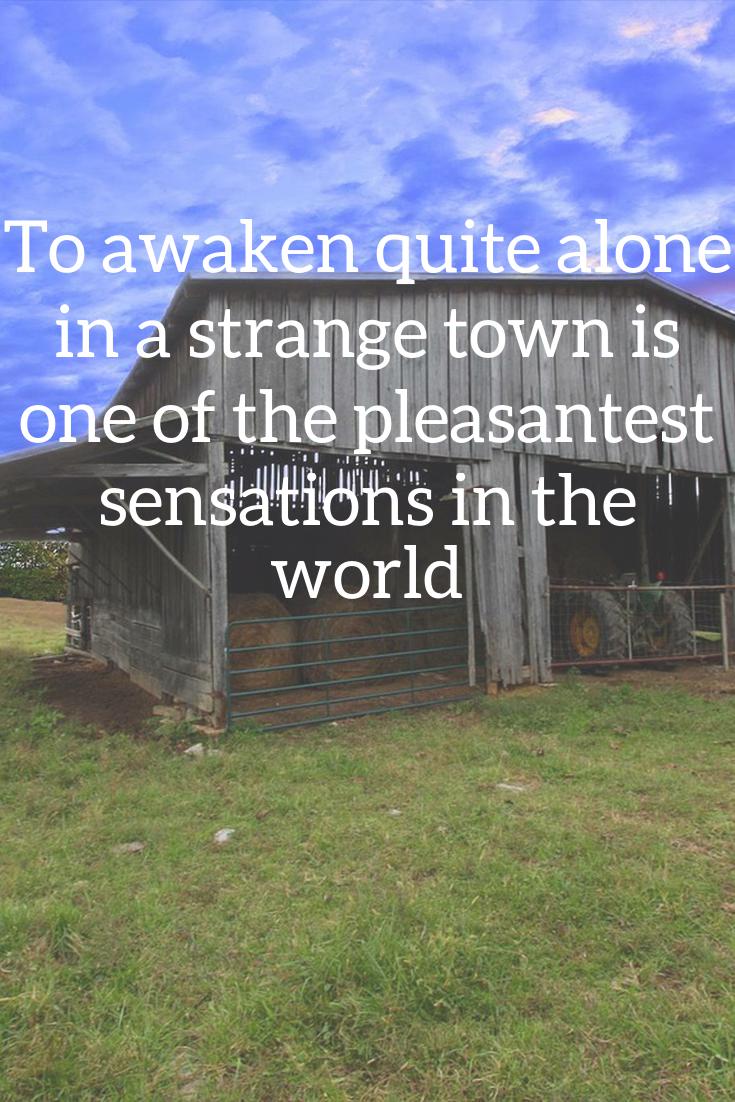 To awaken quite alone
in a strange town is
one of the pleasantest
sensations in the
world